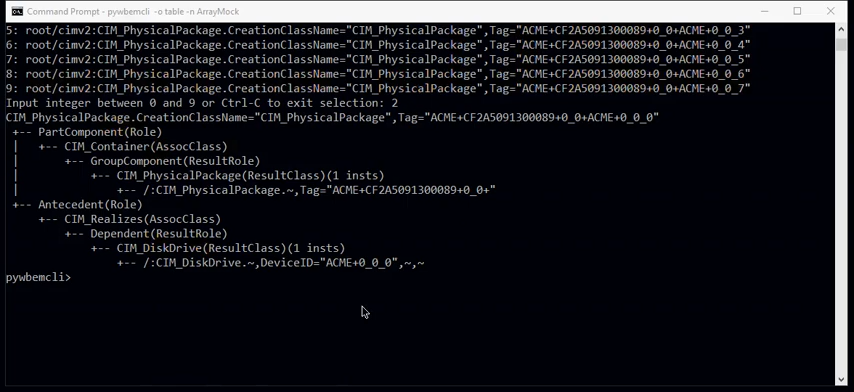 Command Prompt - pywbemcli -o table -n ArrayMock
5: root/cimv2:CIM_PhysicalPackage.CreationClassName="CIM_PhysicalPackage",Tag="ACME+CF2A5091300089+0_0+ACME+0_0_3"
6: root/cimv2:CIM_PhysicalPackage.CreationClassName="CIM_PhysicalPackage",Tag="ACME+CF2A5091300089+0_0+ACME+0_0_4"
7: root/cimv2:CIM_PhysicalPackage.CreationClassName="CIM_PhysicalPackage",Tag="ACME+CF2A5091300089+0_0+ACME+0_0_5"
8: root/cimv2:CIM_PhysicalPackage.CreationClassName="CIM_PhysicalPackage",Tag="ACME+CF2A5091300089+0_0+ACME+0_0_6"
9: root/cimv2:CIM_PhysicalPackage.CreationClassName="CIM_PhysicalPackage",Tag="ACME+CF2A5091300089+0_0+ACME+0_0_7"
Input integer between 0 and 9 or Ctrl-C to exit selection: 2
CIM_PhysicalPackage.CreationClassName="CIM_PhysicalPackage",Tag="ACME+CF2A5091300089+0_0+ACME+0_0_0"
 +-- PartComponent(Role)
 |   +-- CIM_Container(AssocClass)
 |       +-- GroupComponent(ResultRole)
 |           +-- CIM_PhysicalPackage(ResultClass)(1 insts)
 |               +-- /:CIM_PhysicalPackage.~,Tag="ACME+CF2A5091300089+0_0+"
 +-- Antecedent(Role)
     +-- CIM_Realizes(AssocClass)
         +-- Dependent(ResultRole)
             +-- CIM_DiskDrive(ResultClass)(1 insts)
                 +-- /:CIM_DiskDrive.~,DeviceID="ACME+0_0_0",~,~
pywbemcli>